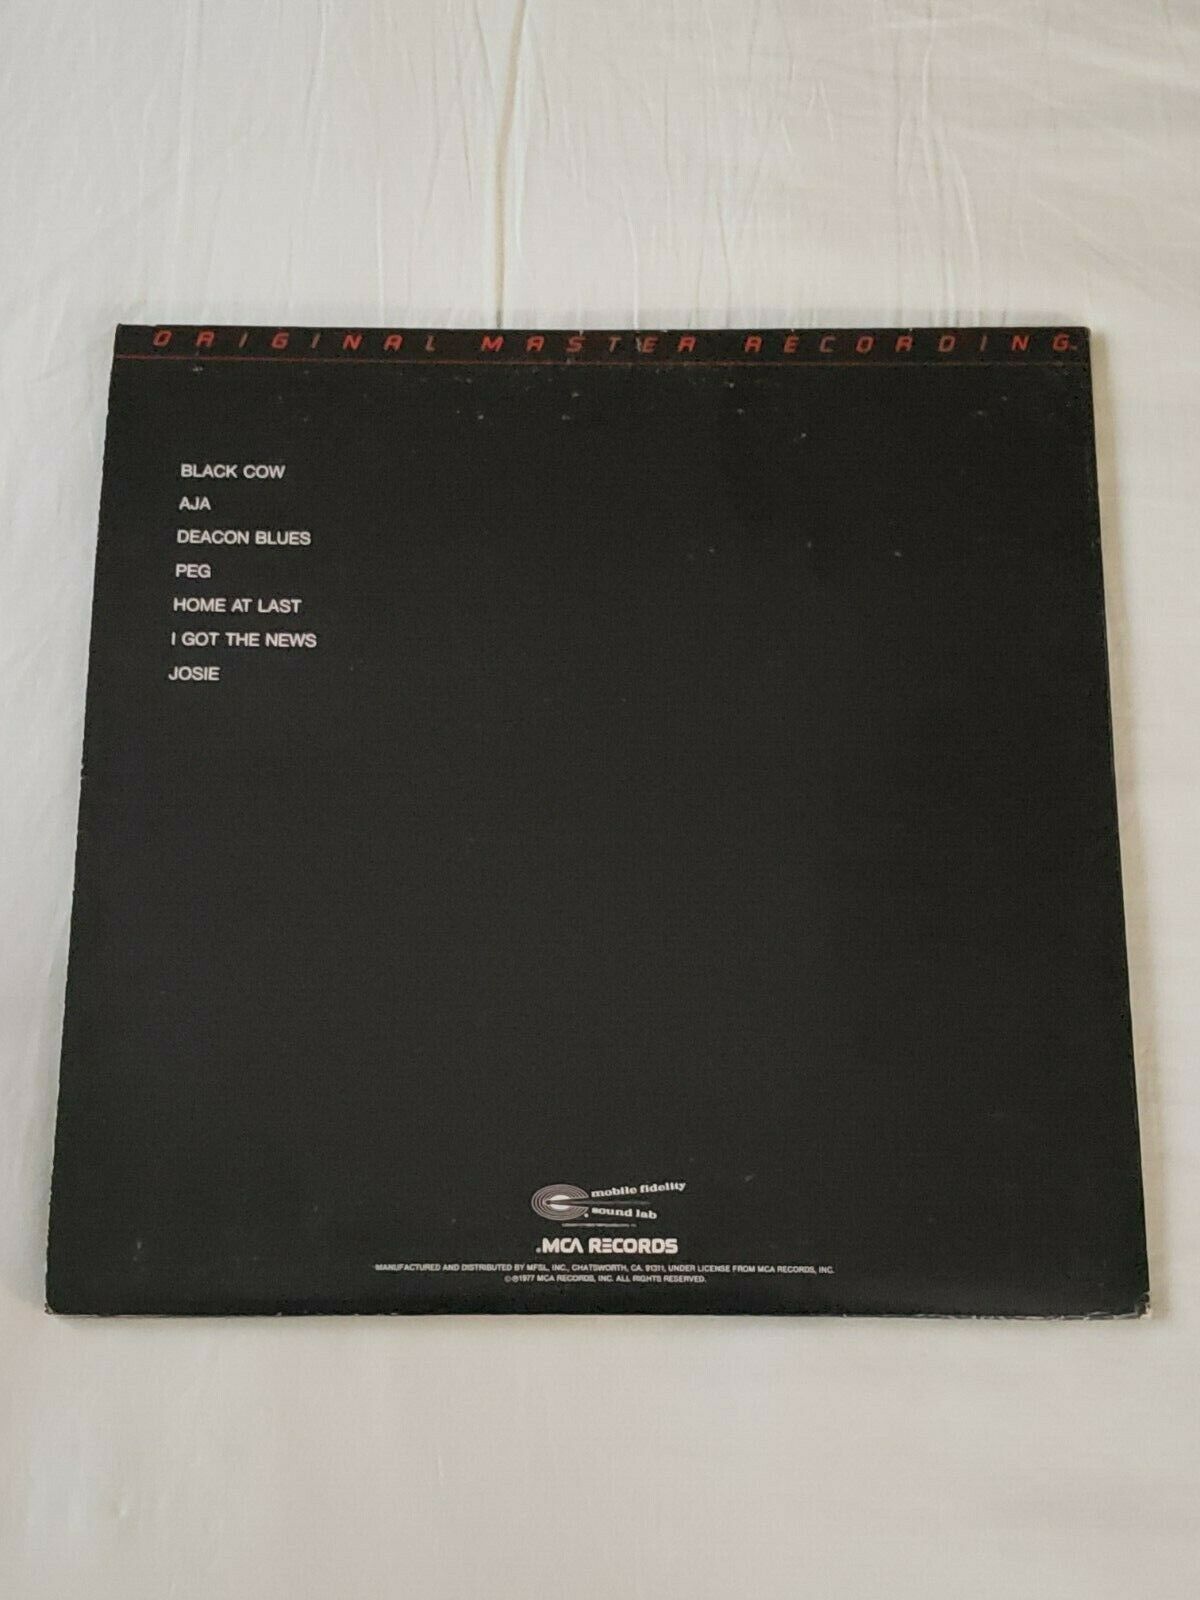 ORIGINAL MASTER RECORDING™
BLACK COW
AJA
DEACON BLUES
PEG
HOME AT LAST
I GOT THE NEWS
JOSIE
mobile fidelity
sound lab
MCA RECORDS
MANUFACTURED AND DISTRIBUTED BY MFSL, INC., CHATSWORTH, CA. 91311, UNDER LICENSE FROM MCA RECORDS, INC.
©℗1977 MCA RECORDS, INC. ALL RIGHTS RESERVED.